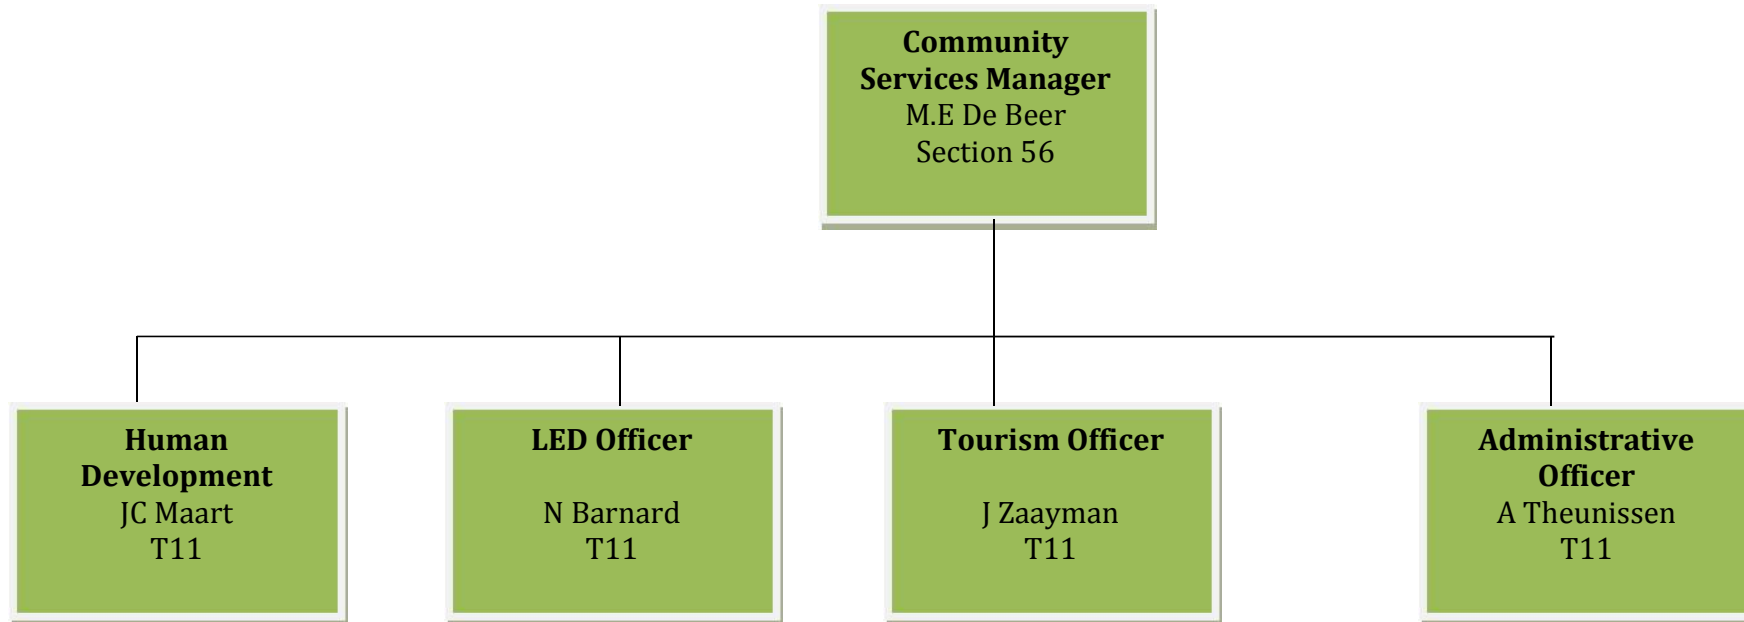 Community
Services Manager
M.E De Beer
Section 56
Human
Development
JC Maart
T11
LED Officer
N Barnard
T11
Tourism Officer
J Zaayman
T11
Administrative
Officer
A Theunissen
T11